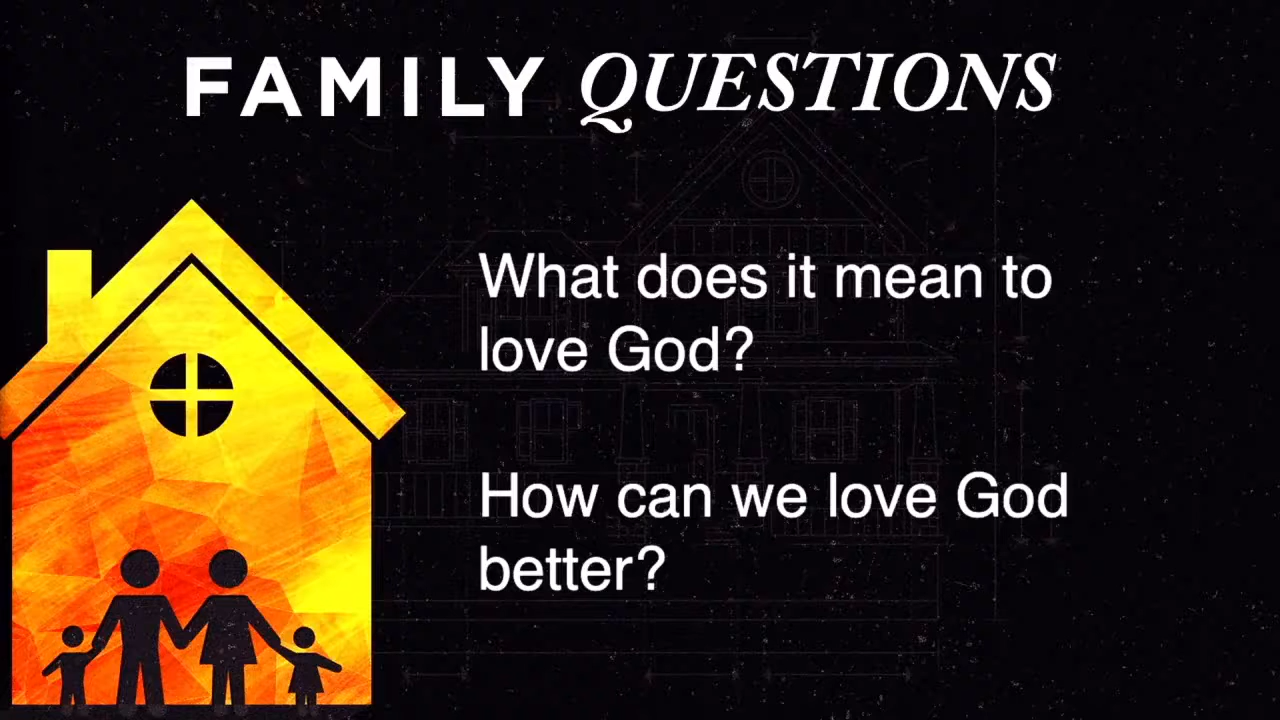 FAMILY QUESTIONS
What does it mean to
love God?
How can we love God
better?